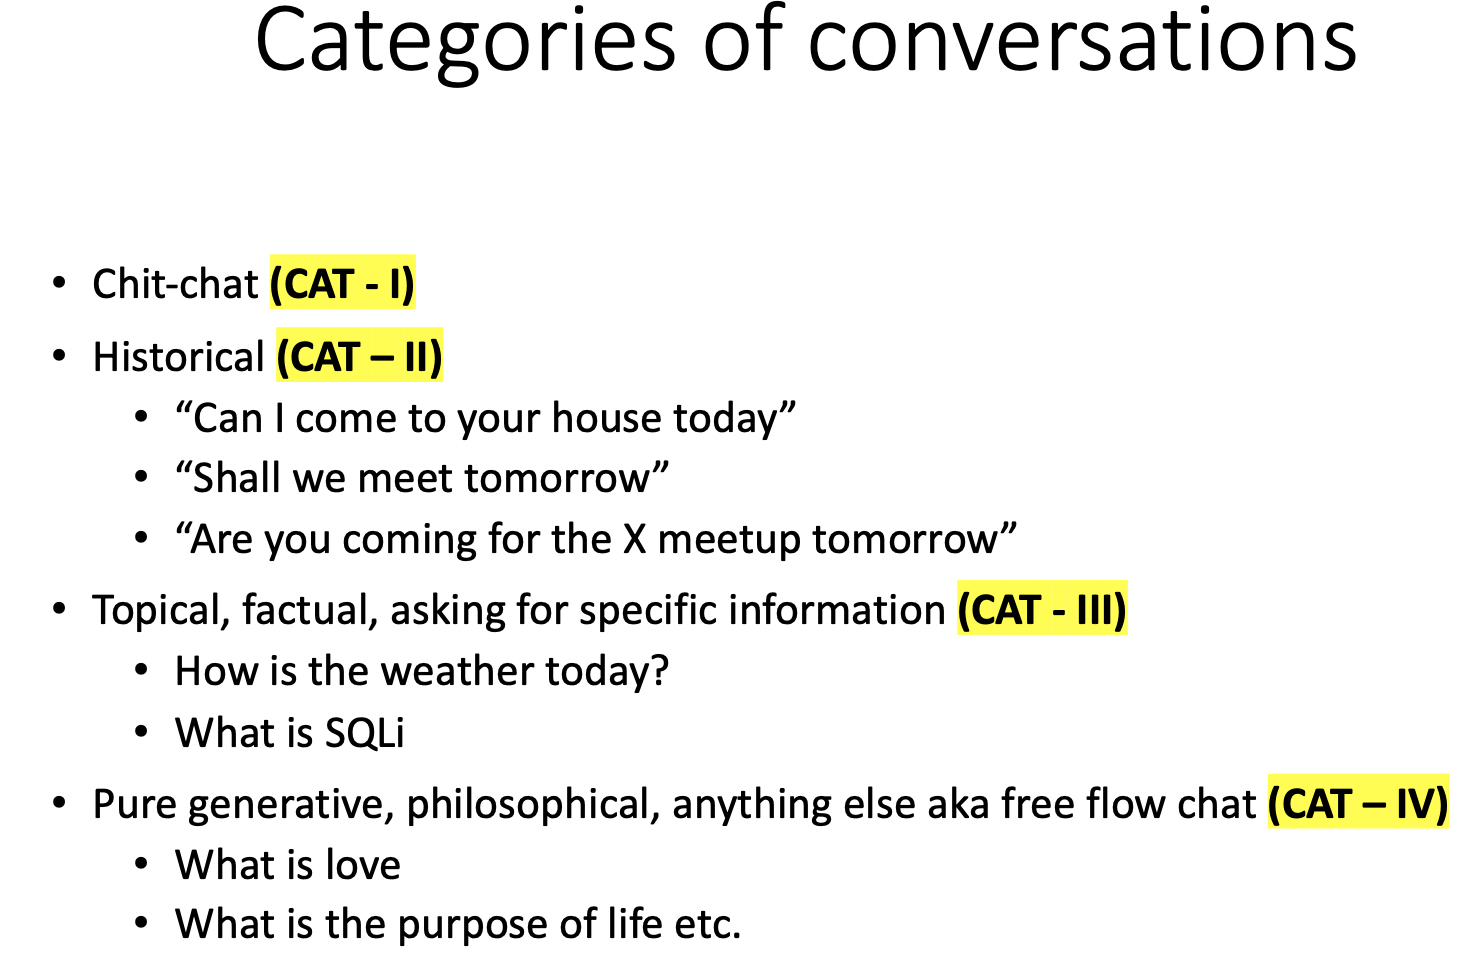 Categories of conversations
• Chit-chat (CAT - I)
• Historical (CAT – II)
• “Can I come to your house today”
• “Shall we meet tomorrow”
• “Are you coming for the X meetup tomorrow”
• Topical, factual, asking for specific information (CAT - III)
• How is the weather today?
• What is SQLi
• Pure generative, philosophical, anything else aka free flow chat (CAT – IV)
• What is love
• What is the purpose of life etc.